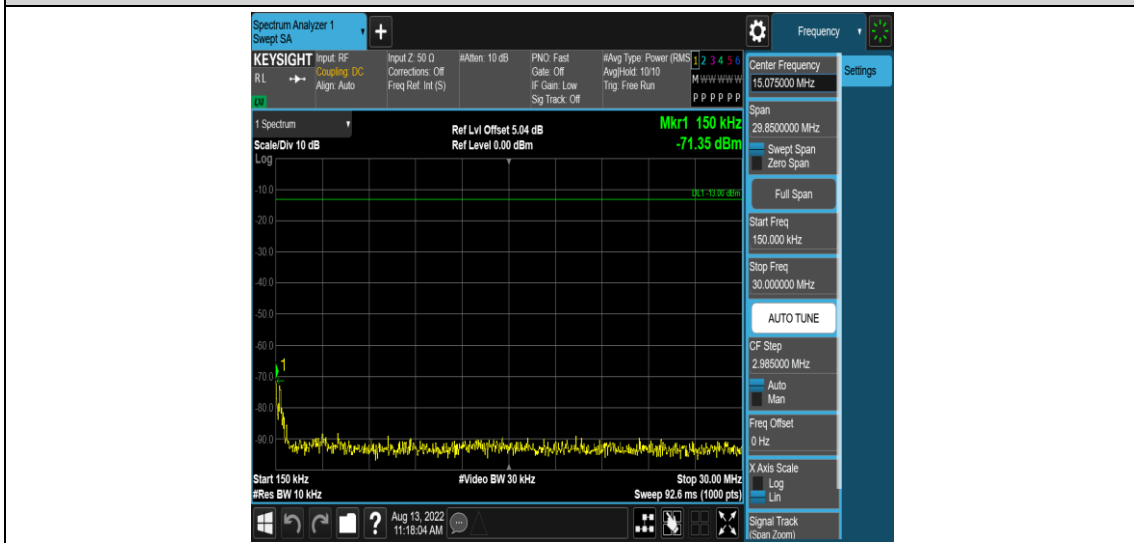 Spectrum Analyzer 1
Swept SA
Frequency
KEYSIGHT
RL
Input: RF
Coupling: DC
Align: Auto
Input Z: 50 Ω
Corrections: Off
Freq Ref: Int (S)
#Atten: 10 dB
PNO: Fast
Gate: Off
IF Gain: Low
Sig Track: Off
#Avg Type: Power (RMS
Avg|Hold: 10/10
Trig: Free Run
1 2 3 4 5 6
M W W W W W
P P P P P P
Center Frequency
15.075000 MHz
Settings
1 Spectrum
Scale/Div 10 dB
Ref Lvl Offset 5.04 dB
Ref Level 0.00 dBm
Mkr1 150 kHz
-71.35 dBm
Log
DL1 -13.00 dBm
-10.0
-20.0
-30.0
-40.0
-50.0
-60.0
-70.0
-80.0
-90.0
1
Span
29.8500000 MHz
Swept Span
Zero Span
Full Span
Start Freq
150.000 kHz
Stop Freq
30.000000 MHz
AUTO TUNE
CF Step
2.985000 MHz
Auto
Man
Freq Offset
0 Hz
X Axis Scale
Log
Lin
Signal Track
(Span Zoom)
Start 150 kHz
#Res BW 10 kHz
#Video BW 30 kHz
Stop 30.00 MHz
Sweep 92.6 ms (1000 pts)
?
Aug 13, 2022
11:18:04 AM